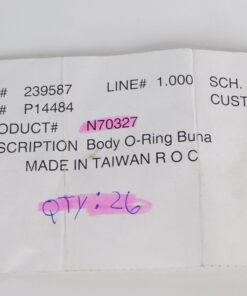 # 239587 LINE# 1.000 SCH.
# P14484 CUST
ODUCT# N70327
SCRIPTION Body O-Ring Buna
MADE IN TAIWAN R O C
QTY: 26